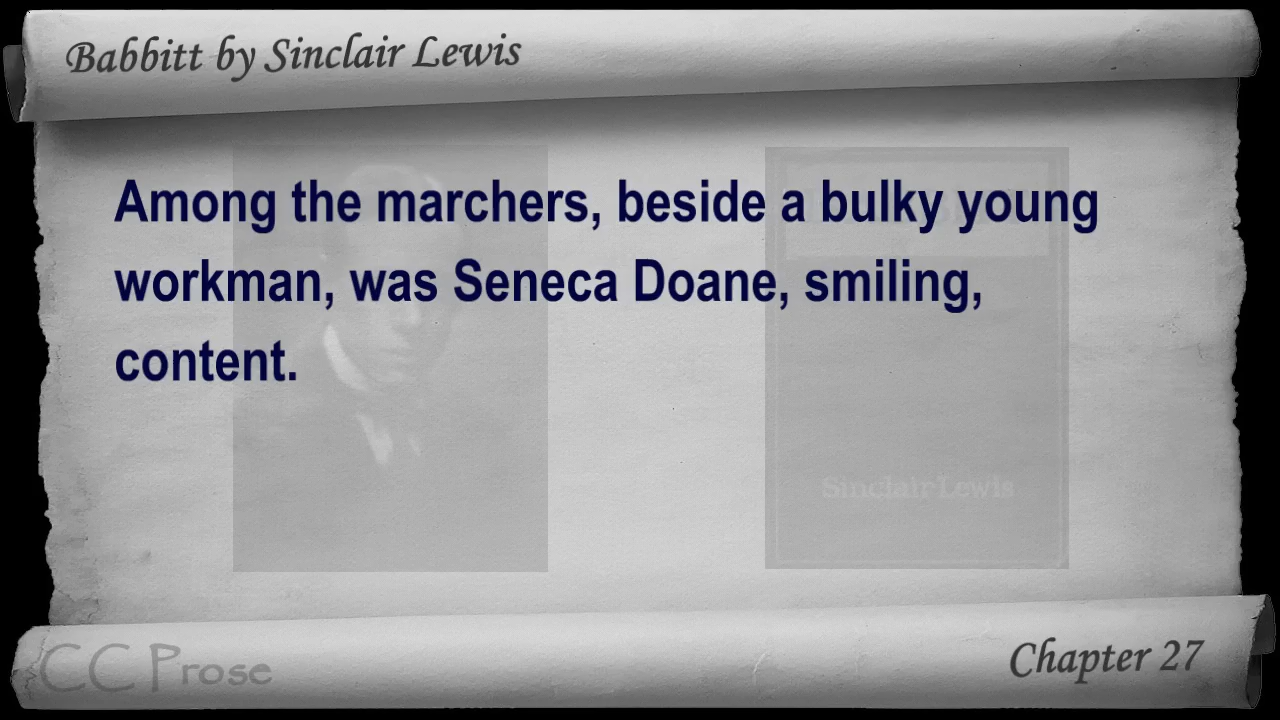 Babbitt by Sinclair Lewis
Among the marchers, beside a bulky young
workman, was Seneca Doane, smiling,
content.
Sinclair Lewis
CC Prose
Chapter 27